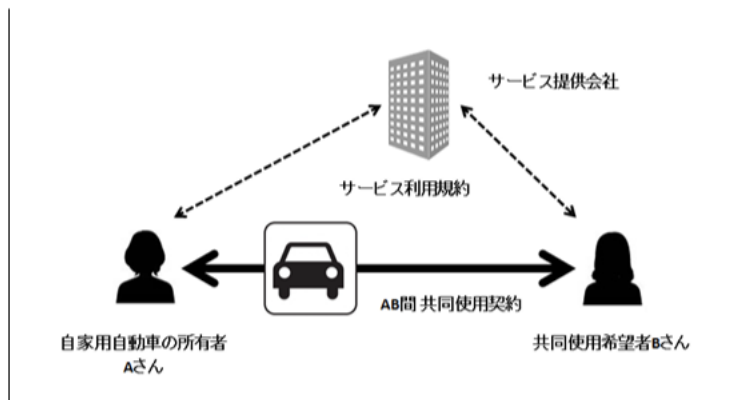 サービス提供会社
サービス利用規約
AB間 共同使用契約
自家用自動車の所有者
Aさん
共同使用希望者Bさん